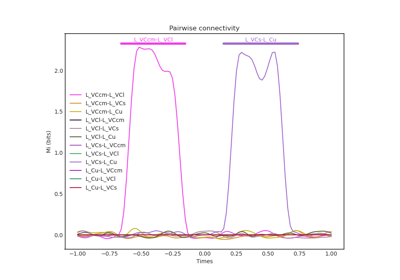 Pairwise connectivity
L_VCcm-L_VCl
L_VCs-L_Cu
2.0
1.5
1.0
0.5
0.0
MI (bits)
L_VCcm-L_VCl
L_VCcm-L_VCs
L_VCcm-L_Cu
L_VCl-L_VCcm
L_VCl-L_VCs
L_VCl-L_Cu
L_VCs-L_VCcm
L_VCs-L_VCl
L_VCs-L_Cu
L_Cu-L_VCcm
L_Cu-L_VCl
L_Cu-L_VCs
−1.00 −0.75 −0.50 −0.25 0.00 0.25 0.50 0.75 1.00
Times